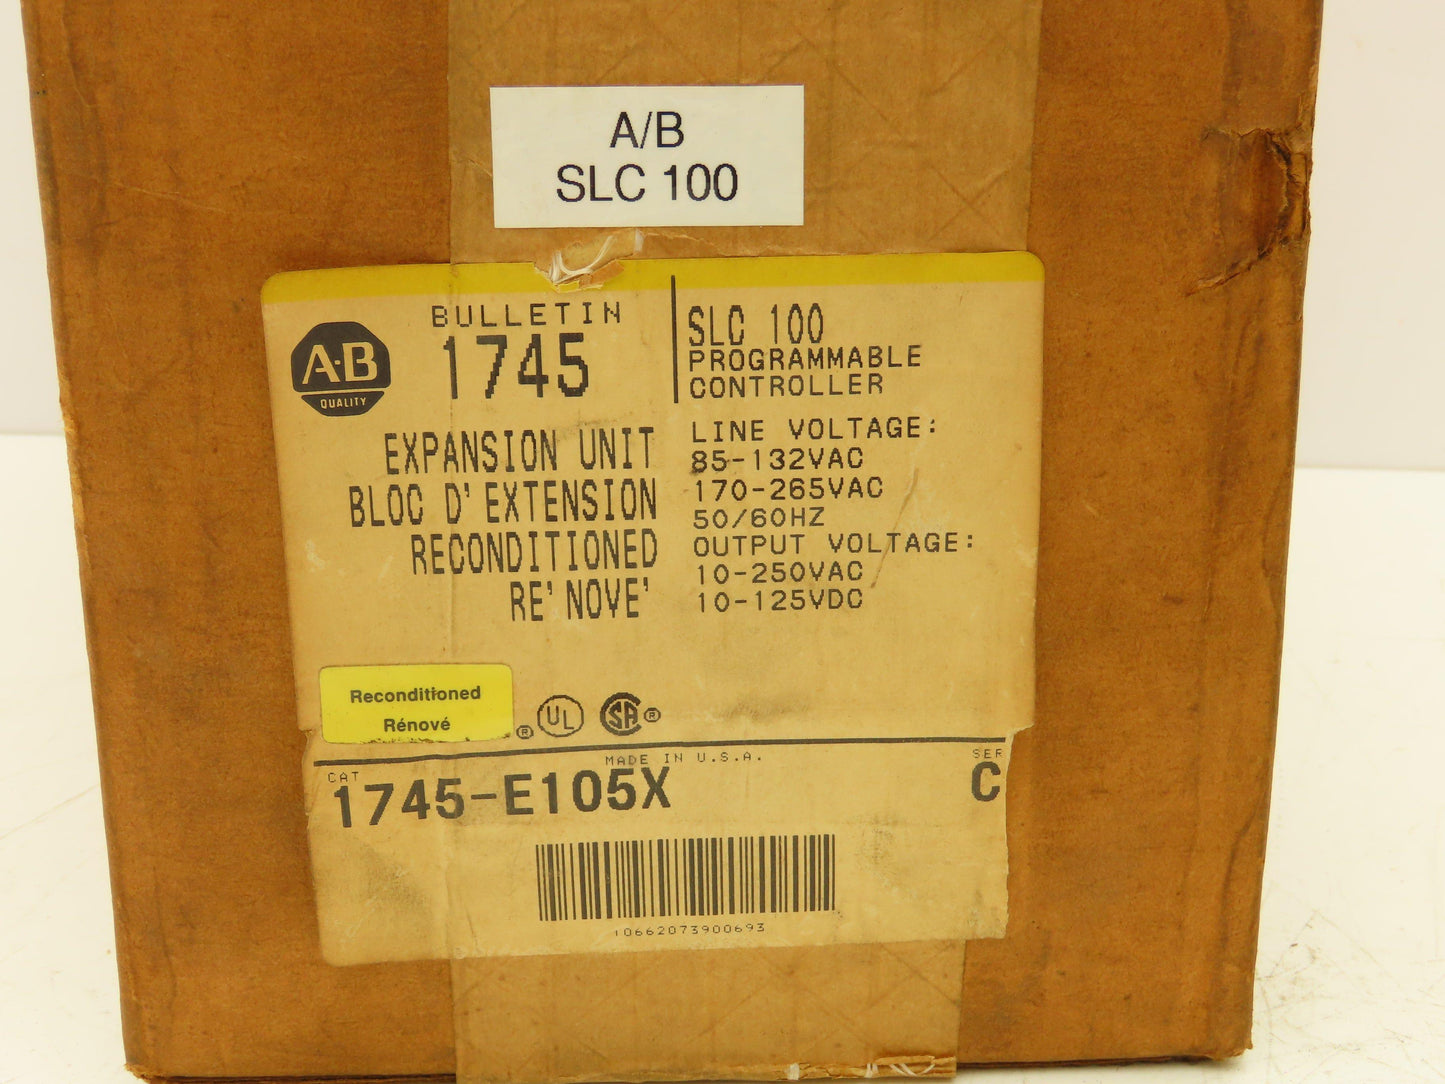 A/B
SLC 100
A·B
QUALITY
BULLETIN
1745
SLC 100
PROGRAMMABLE
CONTROLLER
EXPANSION UNIT
BLOC D'EXTENSION
RECONDITIONED
RE'NOVE'
LINE VOLTAGE:
85-132VAC
170-265VAC
50/60HZ
OUTPUT VOLTAGE:
10-250VAC
10-125VDC
Reconditioned
Rénové
® UL SA ®
MADE IN U.S.A.
CAT
1745-E105X
SER
C
10662073900693